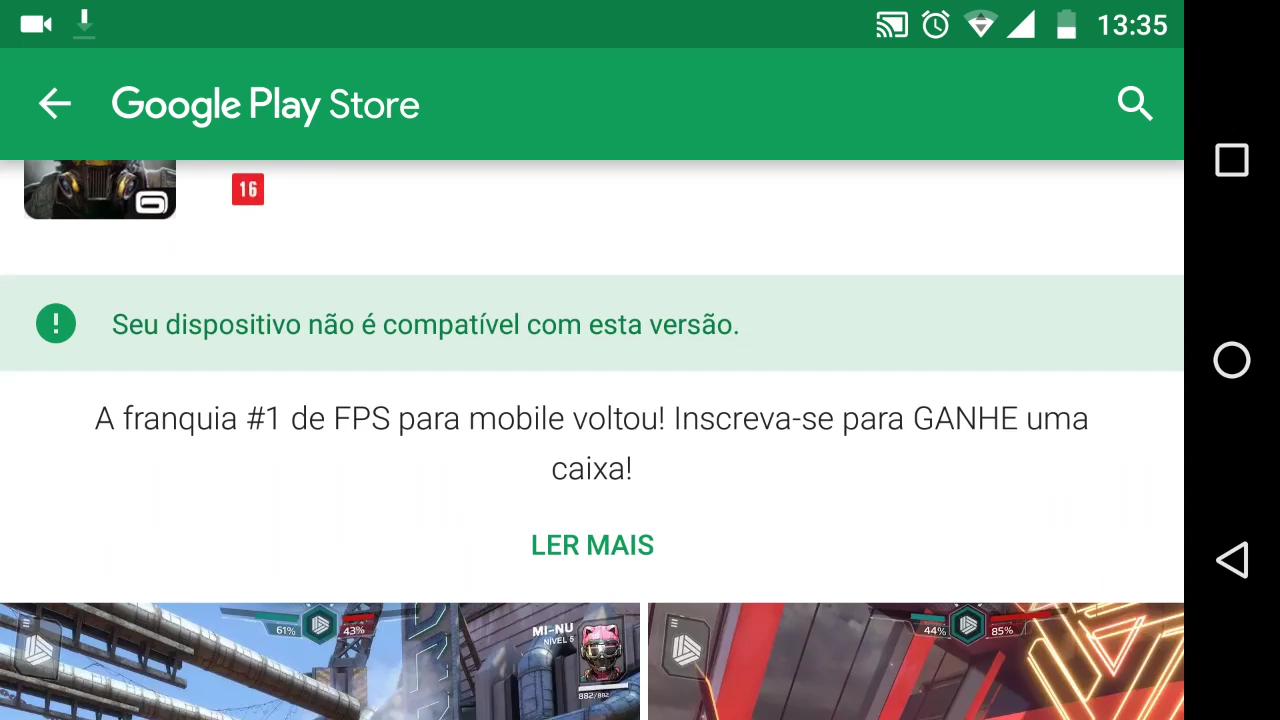 13:35
Google Play Store
16
Seu dispositivo não é compatível com esta versão.
A franquia #1 de FPS para mobile voltou! Inscreva-se para GANHE uma
caixa!
LER MAIS
61% 43%
MI-NU
NÍVEL 5
882/882
44% 85%